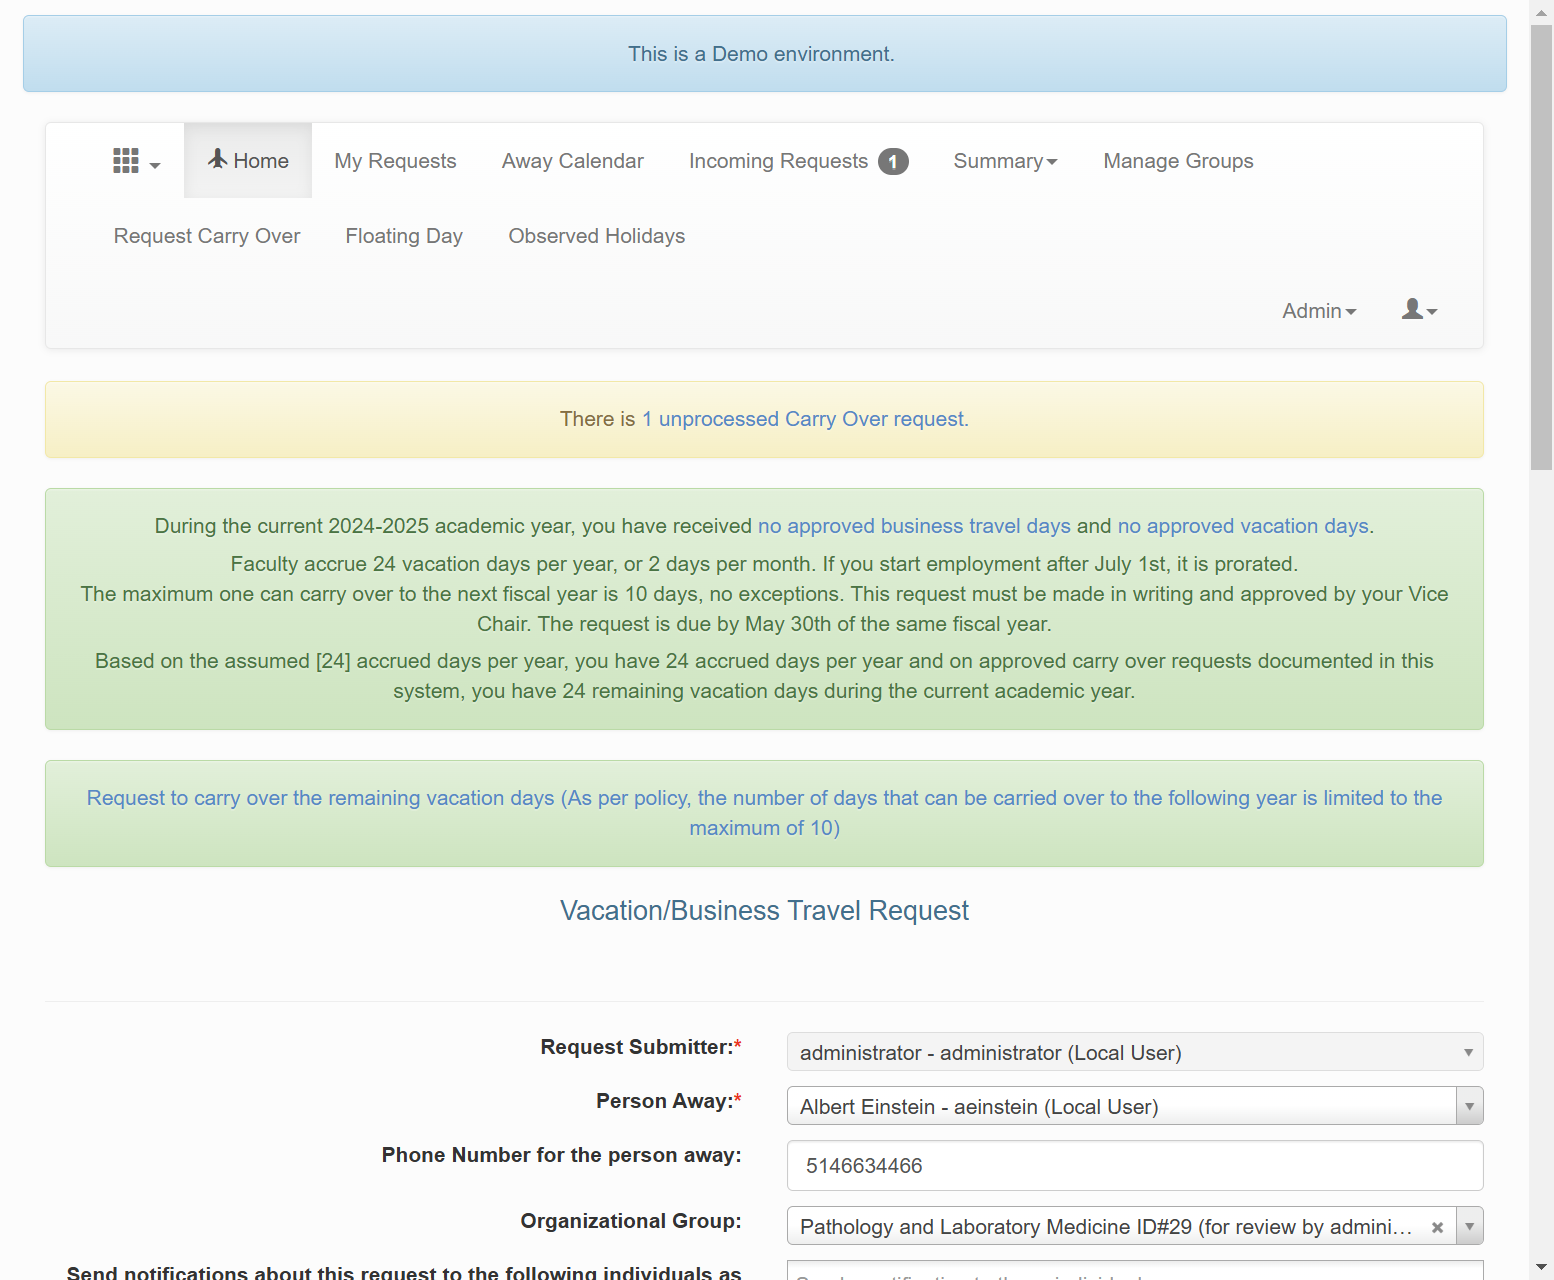 This is a Demo environment.
Home
My Requests
Away Calendar
Incoming Requests 1
Summary
Manage Groups
Request Carry Over
Floating Day
Observed Holidays
Admin
There is 1 unprocessed Carry Over request.
During the current 2024-2025 academic year, you have received no approved business travel days and no approved vacation days.
Faculty accrue 24 vacation days per year, or 2 days per month. If you start employment after July 1st, it is prorated.
The maximum one can carry over to the next fiscal year is 10 days, no exceptions. This request must be made in writing and approved by your Vice
Chair. The request is due by May 30th of the same fiscal year.
Based on the assumed [24] accrued days per year, you have 24 accrued days per year and on approved carry over requests documented in this
system, you have 24 remaining vacation days during the current academic year.
Request to carry over the remaining vacation days (As per policy, the number of days that can be carried over to the following year is limited to the
maximum of 10)
Vacation/Business Travel Request
Request Submitter:*
administrator - administrator (Local User)
Person Away:*
Albert Einstein - aeinstein (Local User)
Phone Number for the person away:
5146634466
Organizational Group:
Pathology and Laboratory Medicine ID#29 (for review by admini...
Send notifications about this request to the following individuals as